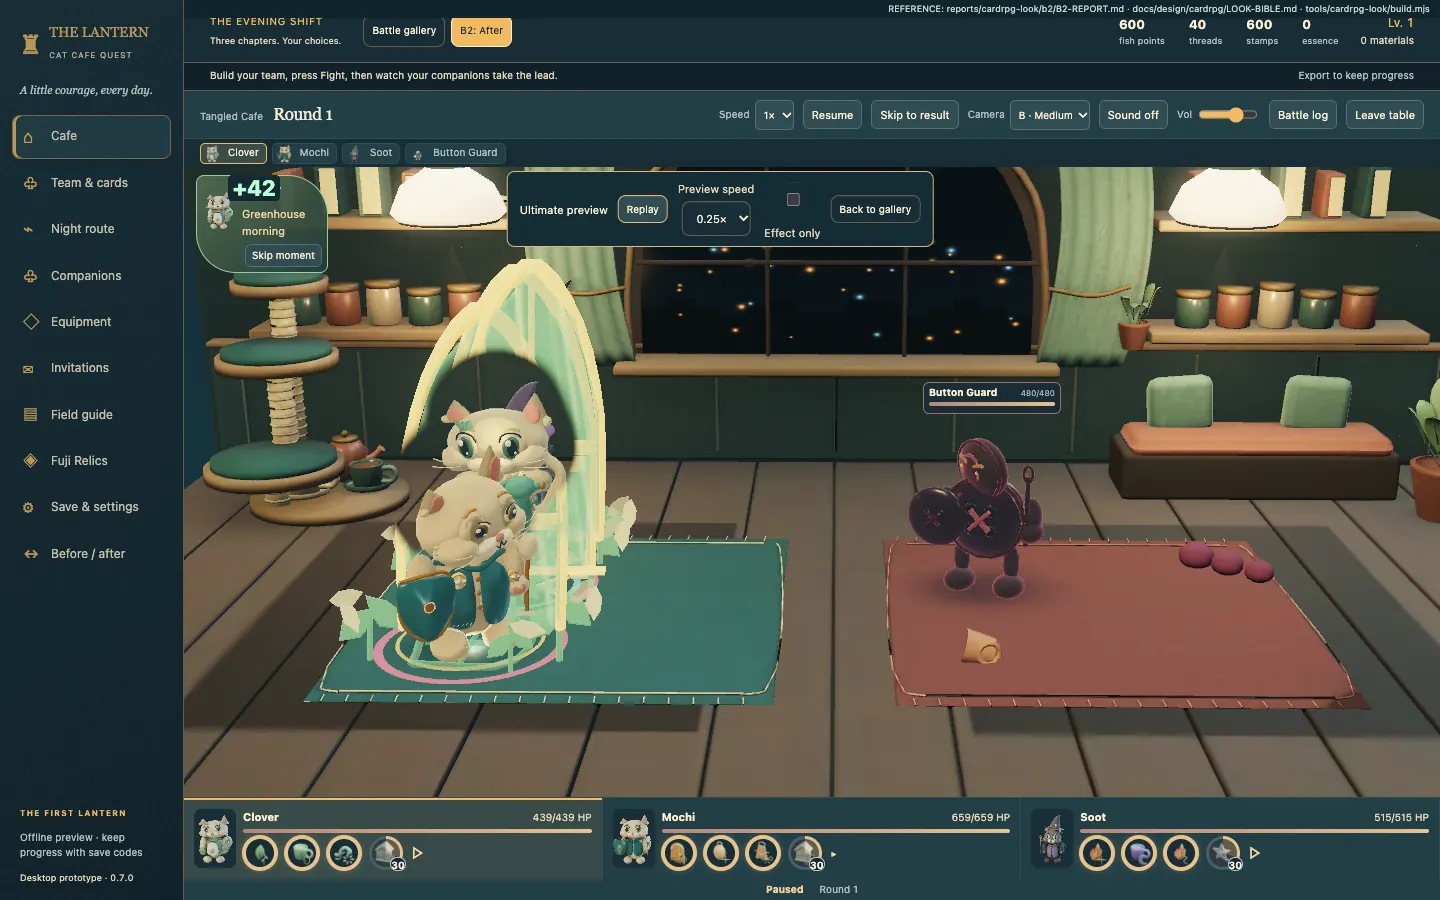 REFERENCE: reports/cardrpg-look/b2/B2-REPORT.md · docs/design/cardrpg/LOOK-BIBLE.md · tools/cardrpg-look/build.mjs
THE LANTERN
CAT CAFE QUEST
A little courage, every day.
Cafe
Team & cards
Night route
Companions
Equipment
Invitations
Field guide
Fuji Relics
Save & settings
Before / after
THE FIRST LANTERN
Offline preview · keep
progress with save codes
Desktop prototype · 0.7.0
THE EVENING SHIFT
Three chapters. Your choices.
Battle gallery
B2: After
600
fish points
40
threads
600
stamps
0
essence
Lv. 1
0 materials
Build your team, press Fight, then watch your companions take the lead.
Export to keep progress
Tangled Cafe
Round 1
Speed
1×
Resume
Skip to result
Camera
B · Medium
Sound off
Vol
Battle log
Leave table
Clover
Mochi
Soot
Button Guard
+42
Greenhouse
morning
Skip moment
Ultimate preview
Replay
Preview speed
0.25×
Effect only
Back to gallery
Button Guard
480/480
Clover
439/439 HP
30
Mochi
659/659 HP
30
Soot
515/515 HP
30
Paused
Round 1